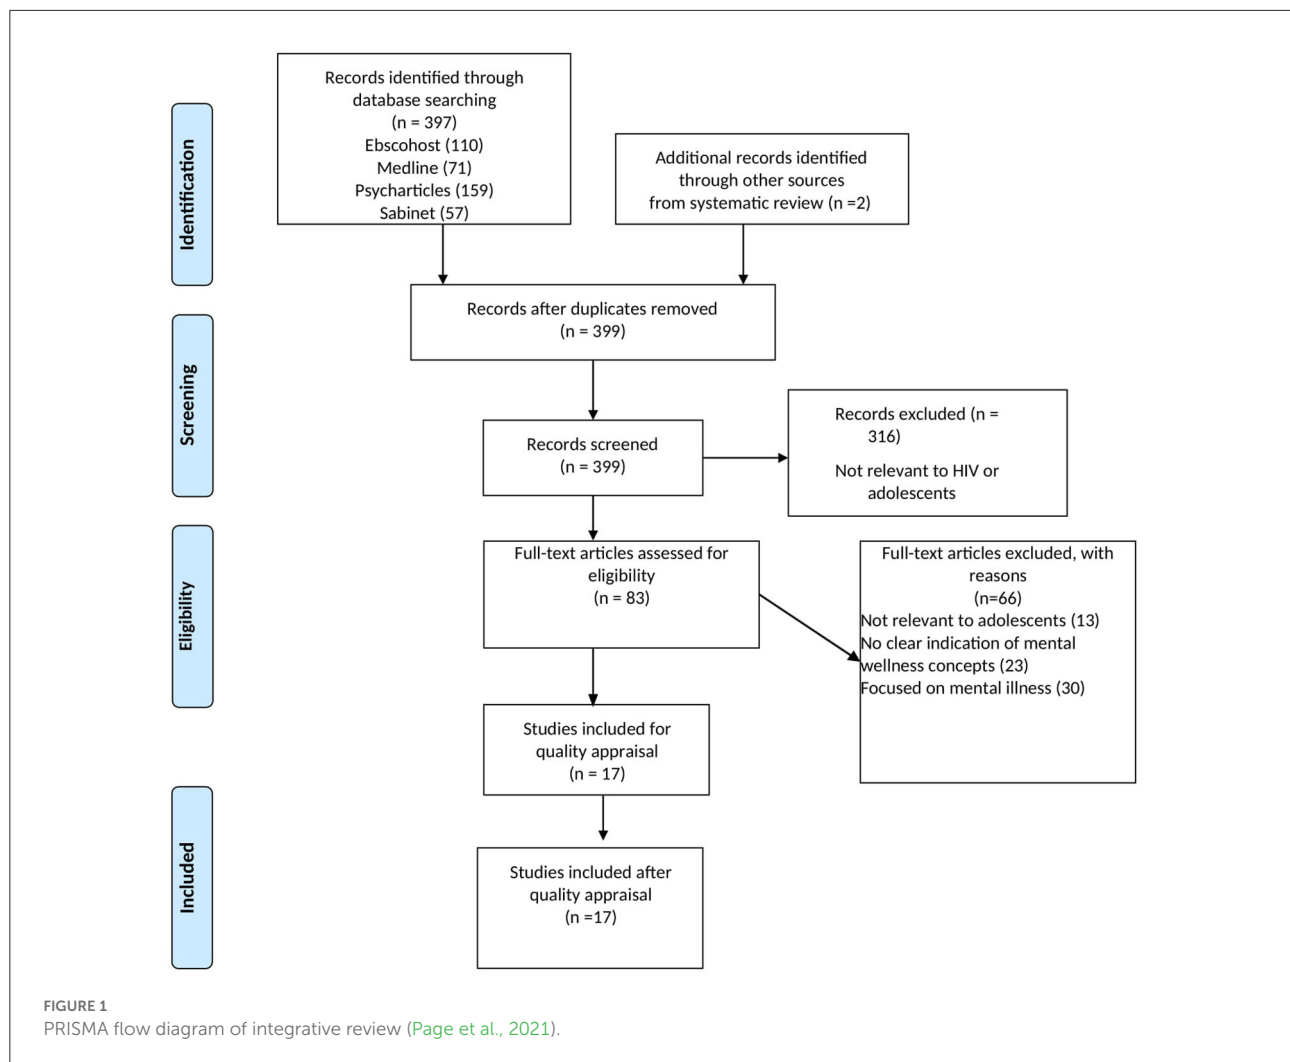 Identification
Records identified through
database searching
(n = 397)
Ebscohost (110)
Medline (71)
Psycharticles (159)
Sabinet (57)
Additional records identified
through other sources
from systematic review (n =2)
Records after duplicates removed
(n = 399)
Screening
Records screened
(n = 399)
Records excluded (n =
316)
Not relevant to HIV or
adolescents
Eligibility
Full-text articles assessed for
eligibility
(n = 83)
Full-text articles excluded, with
reasons
(n=66)
Not relevant to adolescents (13)
No clear indication of mental
wellness concepts (23)
Focused on mental illness (30)
Studies included for
quality appraisal
(n = 17)
Included
Studies included after
quality appraisal
(n =17)
FIGURE 1
PRISMA flow diagram of integrative review (Page et al., 2021).